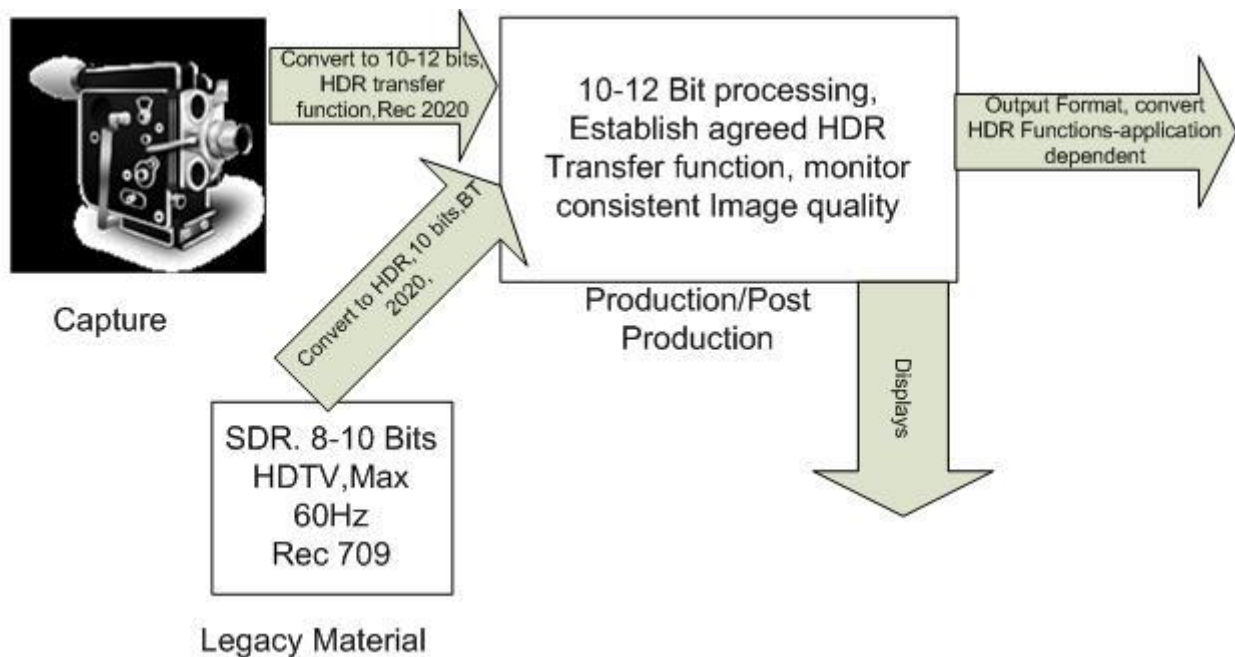 Convert to 10-12 bits,
HDR transfer
function,Rec 2020
10-12 Bit processing,
Establish agreed HDR
Transfer function, monitor
consistent Image quality
Output Format, convert
HDR Functions-application
dependent
Capture
Convert to HDR,10 bits,BT
2020,
Production/Post
Production
Displays
SDR. 8-10 Bits
HDTV,Max
60Hz
Rec 709
Legacy Material